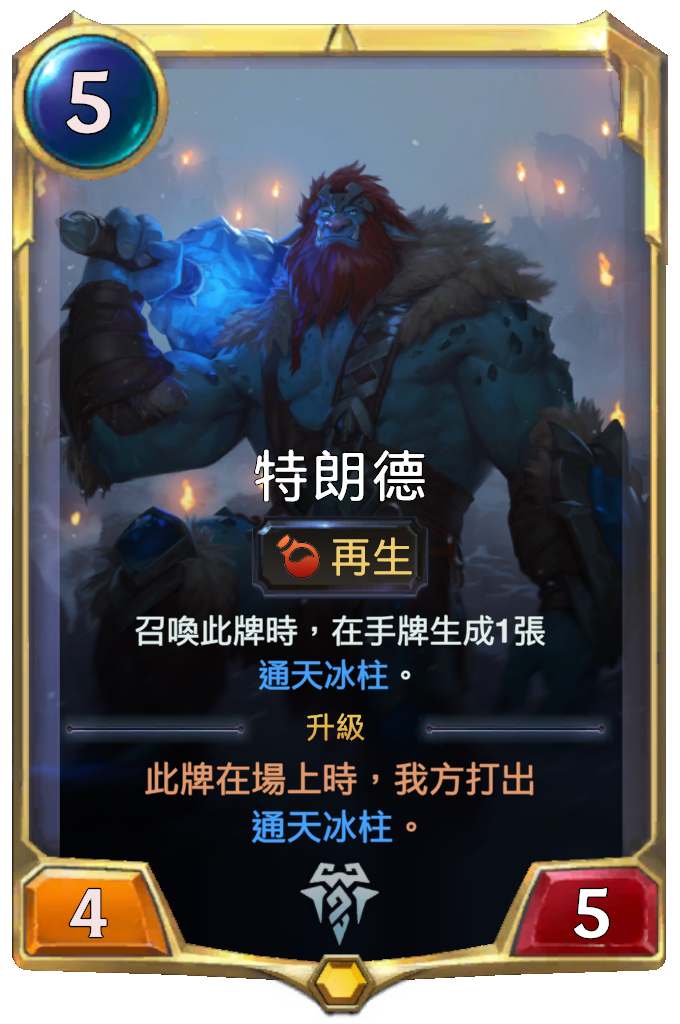 5
特朗德
再生
召喚此牌時，在手牌生成1張
通天冰柱。
升級
此牌在場上時，我方打出
通天冰柱。
4
5